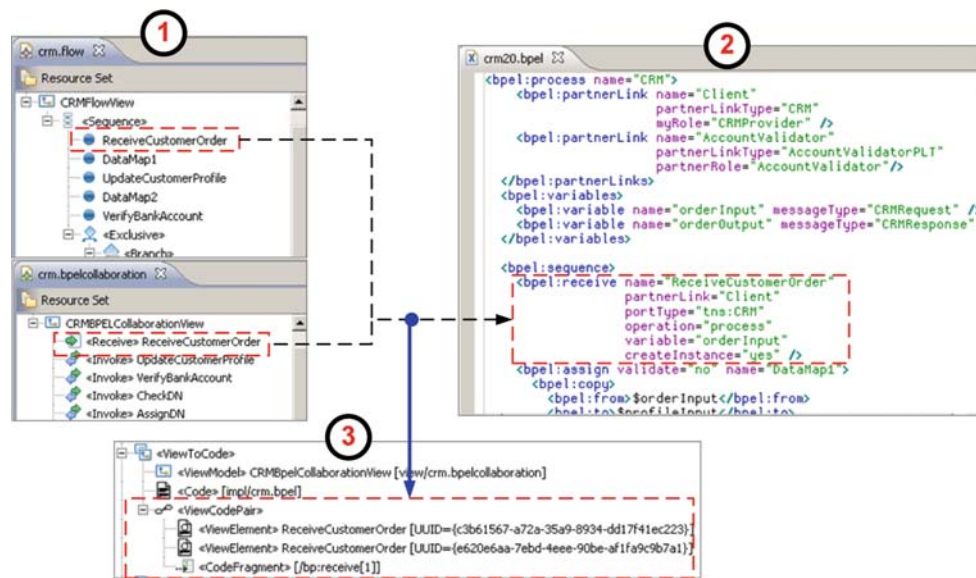 1
crm.flow
Resource Set
CRMFlowView
«Sequence»
ReceiveCustomerOrder
DataMap1
UpdateCustomerProfile
DataMap2
VerifyBankAccount
«Exclusive»
«Branch»
crm.bpelcollaboration
Resource Set
CRMBPELCollaborationView
«Receive» ReceiveCustomerOrder
«Invoke» UpdateCustomerProfile
«Invoke» VerifyBankAccount
«Invoke» CheckDN
«Invoke» AssignDN
2
crm20.bpel
<bpel:process name="CRM">
<bpel:partnerLink name="Client"
partnerLinkType="CRM"
myRole="CRMProvider" />
<bpel:partnerLink name="AccountValidator"
partnerLinkType="AccountValidatorPLT"
partnerRole="AccountValidator"/>
</bpel:partnerLinks>
<bpel:variables>
<bpel:variable name="orderInput" messageType="CRMRequest" />
<bpel:variable name="orderOutput" messageType="CRMResponse"
</bpel:variables>
<bpel:sequence>
<bpel:receive name="ReceiveCustomerOrder"
partnerLink="Client"
portType="tns:CRM"
operation="process"
variable="orderInput"
createInstance="yes" />
<bpel:assign validate="no" name="DataMap1">
<bpel:copy>
<bpel:from>$orderInput</bpel:from>
<bpel:to>$profileInput</bpel:to>
3
«ViewToCode»
«ViewModel» CRMBpelCollaborationView [view/crm.bpelcollaboration]
«Code» [impl/crm.bpel]
«ViewCodePair»
«ViewElement» ReceiveCustomerOrder [UUID={c3b61567-a72a-35a9-8934-dd17f41ec223}]
«ViewElement» ReceiveCustomerOrder [UUID={e620e6aa-7ebd-4eee-90be-af1fa9c9b7a1}]
«CodeFragment» [/bp:receive[1]]